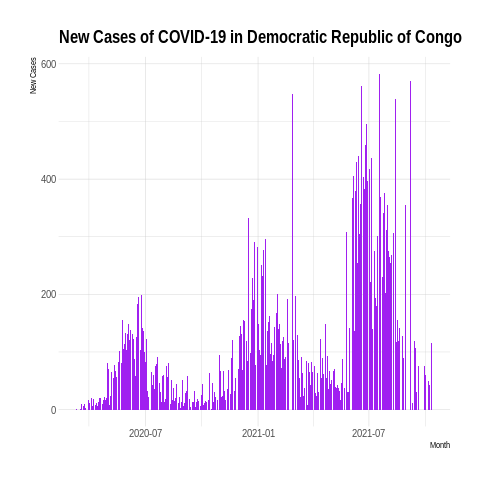 New Cases of COVID-19 in Democratic Republic of Congo
New Cases
600
400
200
0
2020-07
2021-01
2021-07
Month